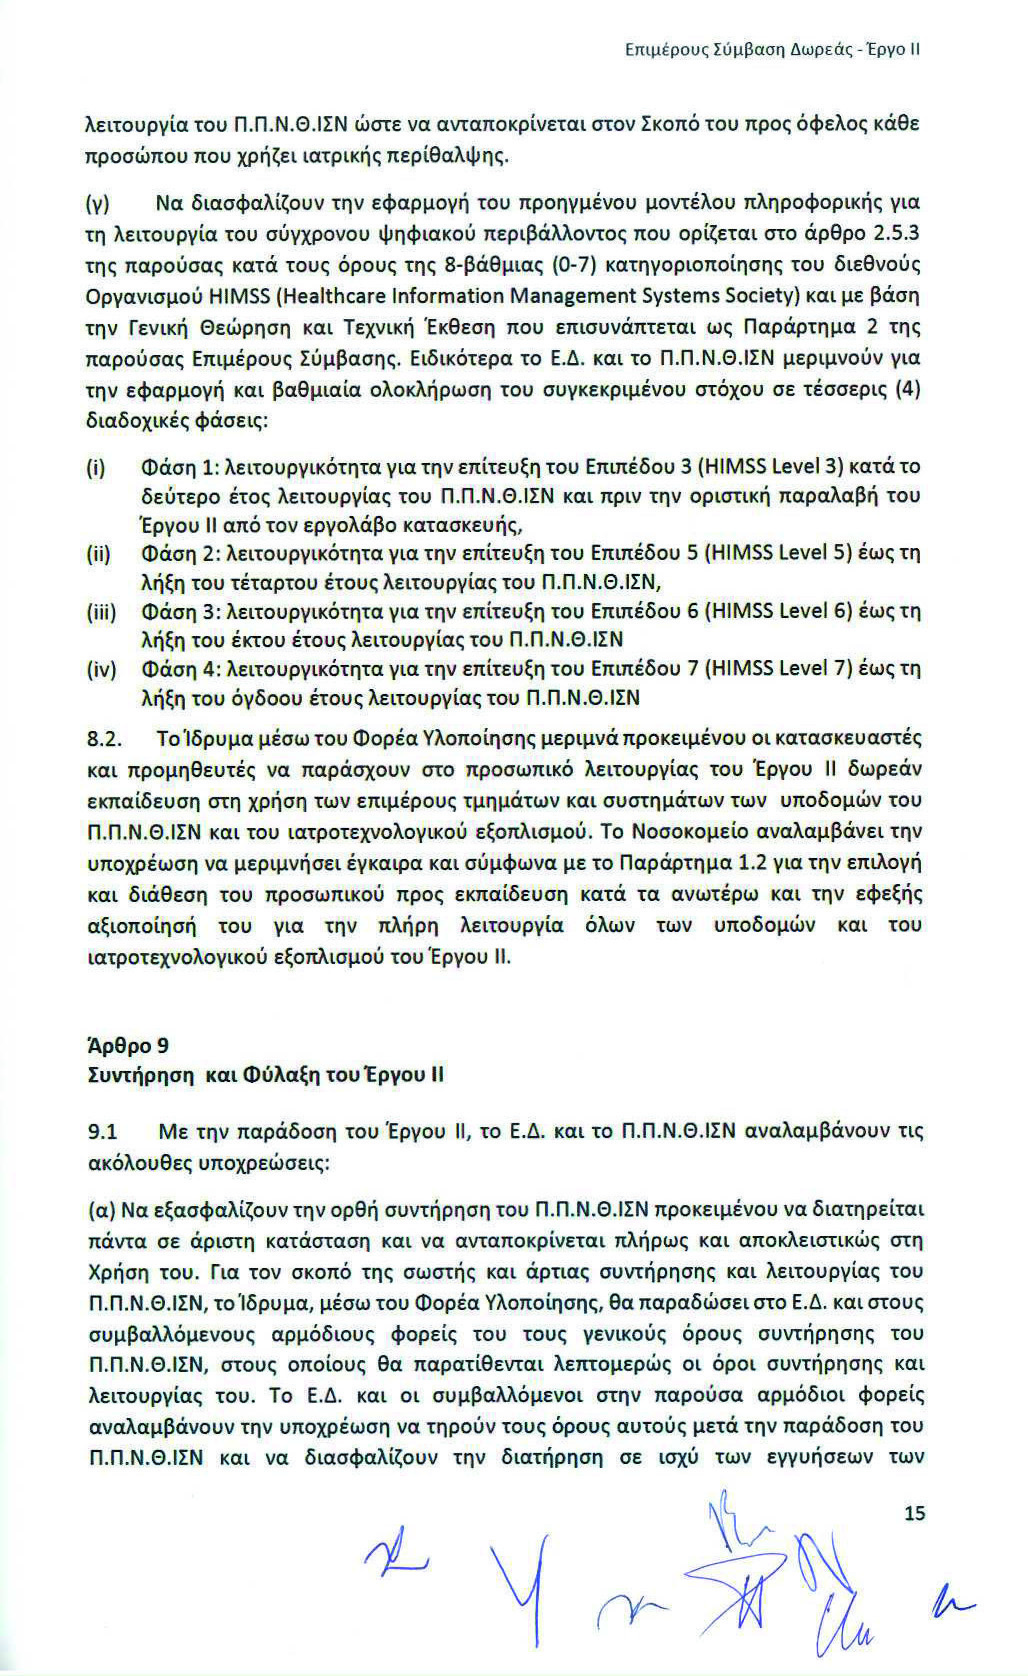 Επιμέρους Σύμβαση Δωρεάς - Έργο ΙΙ
λειτουργία του Π.Π.Ν.Θ.ΙΣΝ ώστε να ανταποκρίνεται στον Σκοπό του προς όφελος κάθε
προσώπου που χρήζει ιατρικής περίθαλψης.
(γ) Να διασφαλίζουν την εφαρμογή του προηγμένου μοντέλου πληροφορικής για
τη λειτουργία του σύγχρονου ψηφιακού περιβάλλοντος που ορίζεται στο άρθρο 2.5.3
της παρούσας κατά τους όρους της 8-βάθμιας (0-7) κατηγοριοποίησης του διεθνούς
Οργανισμού HIMSS (Healthcare Information Management Systems Society) και με βάση
την Γενική Θεώρηση και Τεχνική Έκθεση που επισυνάπτεται ως Παράρτημα 2 της
παρούσας Επιμέρους Σύμβασης. Ειδικότερα το Ε.Δ. και το Π.Π.Ν.Θ.ΙΣΝ μεριμνούν για
την εφαρμογή και βαθμιαία ολοκλήρωση του συγκεκριμένου στόχου σε τέσσερις (4)
διαδοχικές φάσεις:
(i) Φάση 1: λειτουργικότητα για την επίτευξη του Επιπέδου 3 (HIMSS Level 3) κατά το
δεύτερο έτος λειτουργίας του Π.Π.Ν.Θ.ΙΣΝ και πριν την οριστική παραλαβή του
Έργου ΙΙ από τον εργολάβο κατασκευής,
(ii) Φάση 2: λειτουργικότητα για την επίτευξη του Επιπέδου 5 (HIMSS Level 5) έως τη
λήξη του τέταρτου έτους λειτουργίας του Π.Π.Ν.Θ.ΙΣΝ,
(iii) Φάση 3: λειτουργικότητα για την επίτευξη του Επιπέδου 6 (HIMSS Level 6) έως τη
λήξη του έκτου έτους λειτουργίας του Π.Π.Ν.Θ.ΙΣΝ
(iv) Φάση 4: λειτουργικότητα για την επίτευξη του Επιπέδου 7 (HIMSS Level 7) έως τη
λήξη του όγδοου έτους λειτουργίας του Π.Π.Ν.Θ.ΙΣΝ
8.2. Το Ίδρυμα μέσω του Φορέα Υλοποίησης μεριμνά προκειμένου οι κατασκευαστές
και προμηθευτές να παράσχουν στο προσωπικό λειτουργίας του Έργου ΙΙ δωρεάν
εκπαίδευση στη χρήση των επιμέρους τμημάτων και συστημάτων των υποδομών του
Π.Π.Ν.Θ.ΙΣΝ και του ιατροτεχνολογικού εξοπλισμού. Το Νοσοκομείο αναλαμβάνει την
υποχρέωση να μεριμνήσει έγκαιρα και σύμφωνα με το Παράρτημα 1.2 για την επιλογή
και διάθεση του προσωπικού προς εκπαίδευση κατά τα ανωτέρω και την εφεξής
αξιοποίησή του για την πλήρη λειτουργία όλων των υποδομών και του
ιατροτεχνολογικού εξοπλισμού του Έργου ΙΙ.
Άρθρο 9
Συντήρηση και Φύλαξη του Έργου ΙΙ
9.1 Με την παράδοση του Έργου ΙΙ, το Ε.Δ. και το Π.Π.Ν.Θ.ΙΣΝ αναλαμβάνουν τις
ακόλουθες υποχρεώσεις:
(α) Να εξασφαλίζουν την ορθή συντήρηση του Π.Π.Ν.Θ.ΙΣΝ προκειμένου να διατηρείται
πάντα σε άριστη κατάσταση και να ανταποκρίνεται πλήρως και αποκλειστικώς στη
Χρήση του. Για τον σκοπό της σωστής και άρτιας συντήρησης και λειτουργίας του
Π.Π.Ν.Θ.ΙΣΝ, το Ίδρυμα, μέσω του Φορέα Υλοποίησης, θα παραδώσει στο Ε.Δ. και στους
συμβαλλόμενους αρμόδιους φορείς του τους γενικούς όρους συντήρησης του
Π.Π.Ν.Θ.ΙΣΝ, στους οποίους θα παρατίθενται λεπτομερώς οι όροι συντήρησης και
λειτουργίας του. Το Ε.Δ. και οι συμβαλλόμενοι στην παρούσα αρμόδιοι φορείς
αναλαμβάνουν την υποχρέωση να τηρούν τους όρους αυτούς μετά την παράδοση του
Π.Π.Ν.Θ.ΙΣΝ και να διασφαλίζουν την διατήρηση σε ισχύ των εγγυήσεων των
15